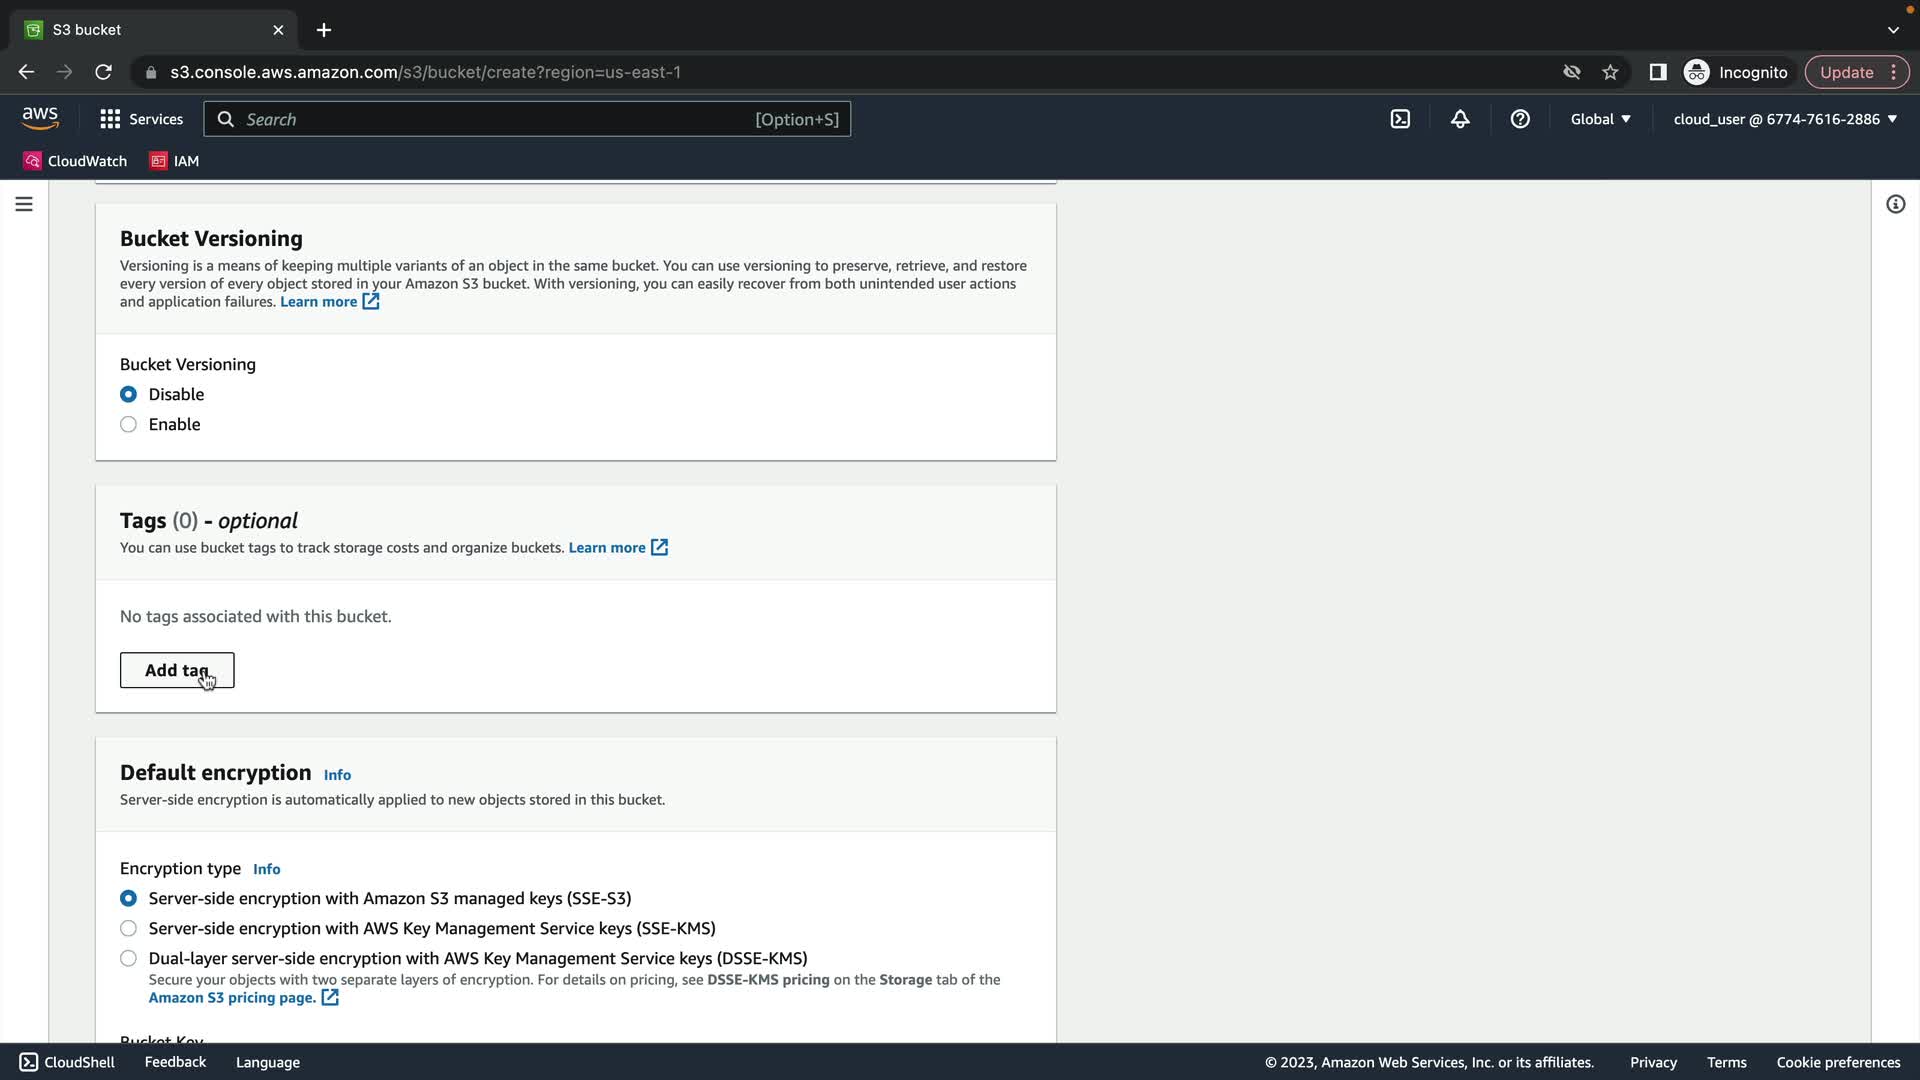 S3 bucket
s3.console.aws.amazon.com/s3/bucket/create?region=us-east-1
Incognito
Update
aws
Services
Search
[Option+S]
Global
cloud_user @ 6774-7616-2886
CloudWatch
IAM
Bucket Versioning
Versioning is a means of keeping multiple variants of an object in the same bucket. You can use versioning to preserve, retrieve, and restore
every version of every object stored in your Amazon S3 bucket. With versioning, you can easily recover from both unintended user actions
and application failures. Learn more
Bucket Versioning
Disable
Enable
Tags (0) - optional
You can use bucket tags to track storage costs and organize buckets. Learn more
No tags associated with this bucket.
Add tag
Default encryption Info
Server-side encryption is automatically applied to new objects stored in this bucket.
Encryption type Info
Server-side encryption with Amazon S3 managed keys (SSE-S3)
Server-side encryption with AWS Key Management Service keys (SSE-KMS)
Dual-layer server-side encryption with AWS Key Management Service keys (DSSE-KMS)
Secure your objects with two separate layers of encryption. For details on pricing, see DSSE-KMS pricing on the Storage tab of the
Amazon S3 pricing page.
Bucket Key
CloudShell
Feedback
Language
© 2023, Amazon Web Services, Inc. or its affiliates.
Privacy
Terms
Cookie preferences